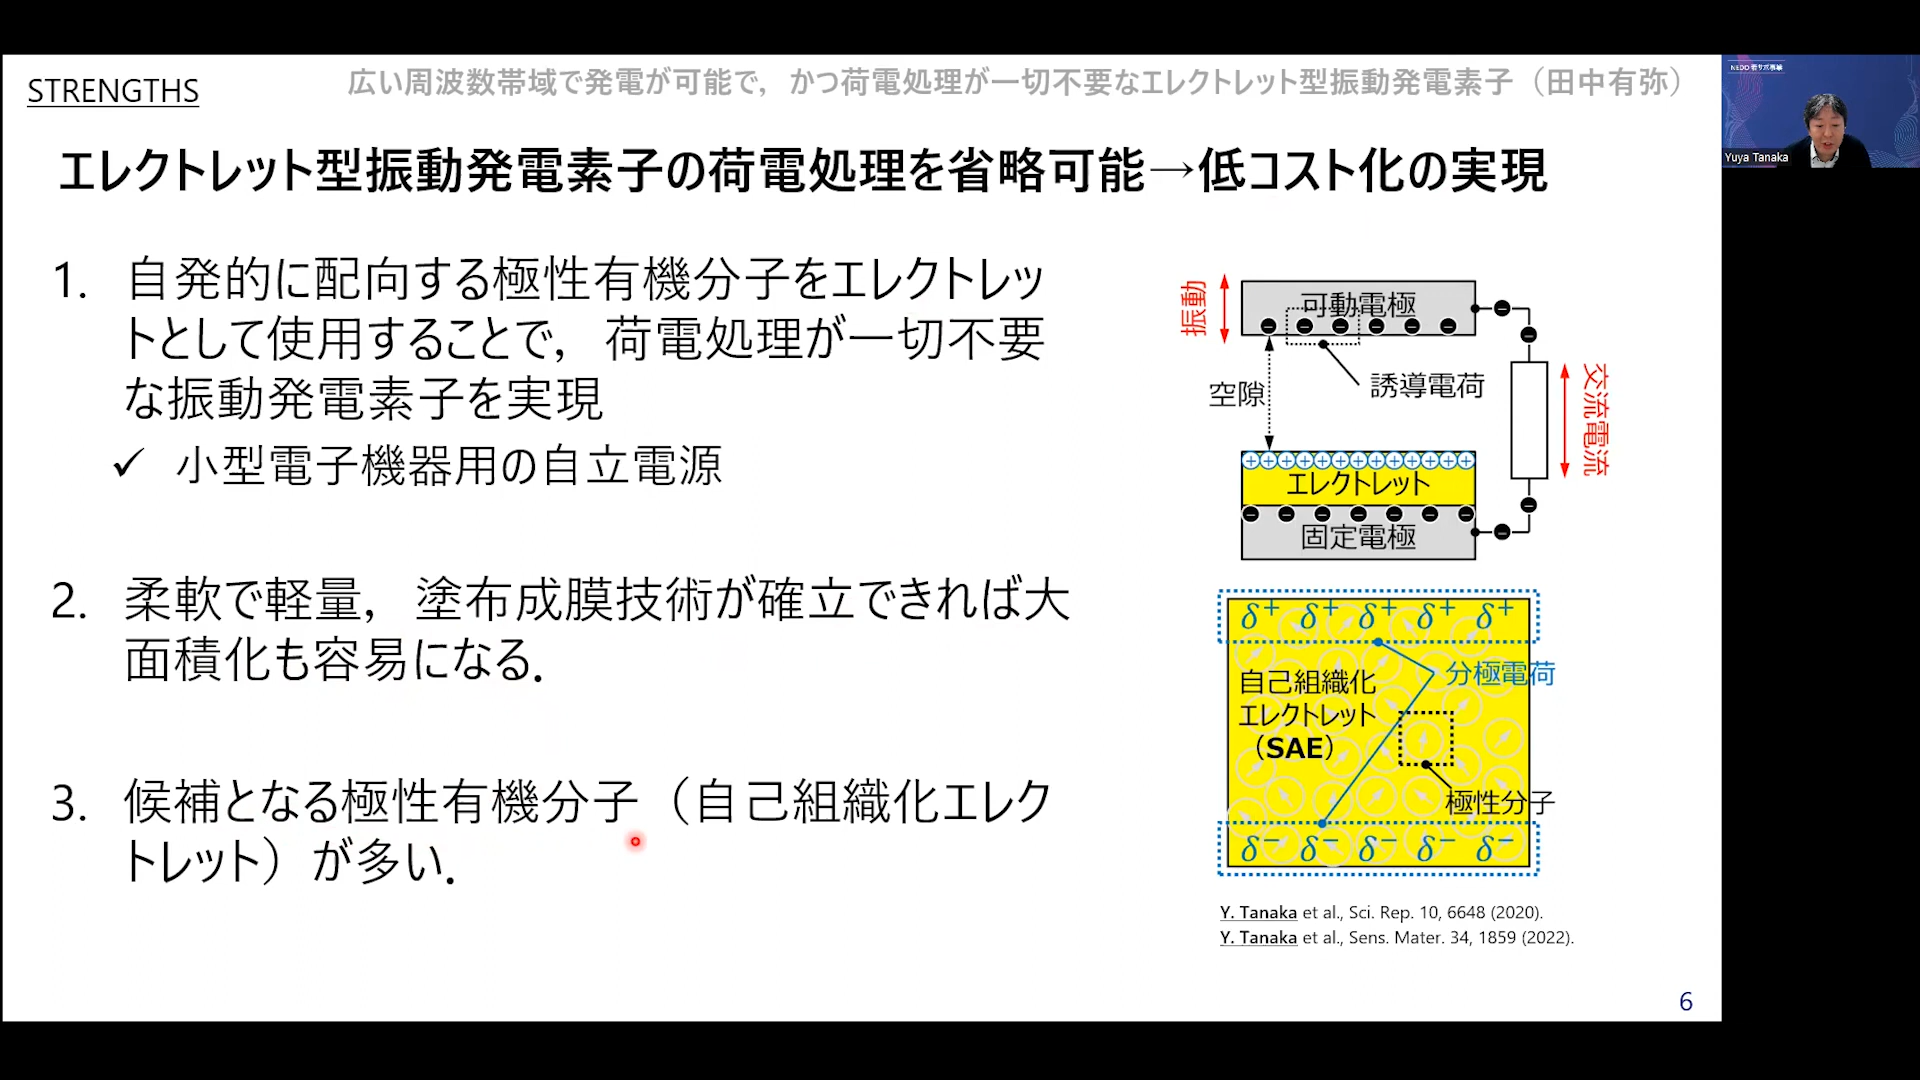 STRENGTHS
広い周波数帯域で発電が可能で，かつ荷電処理が一切不要なエレクトレット型振動発電素子（田中有弥）
エレクトレット型振動発電素子の荷電処理を省略可能→低コスト化の実現
1. 自発的に配向する極性有機分子をエレクトレッ
トとして使用することで，荷電処理が一切不要
な振動発電素子を実現
✓ 小型電子機器用の自立電源
2. 柔軟で軽量，塗布成膜技術が確立できれば大
面積化も容易になる．
3. 候補となる極性有機分子（自己組織化エレク
トレット）が多い．
振動
可動電極
誘導電荷
空隙
交流電流
エレクトレット
固定電極
δ+ δ+ δ+ δ+ δ+
分極電荷
自己組織化
エレクトレット
（SAE）
極性分子
δ− δ− δ− δ− δ−
Y. Tanaka et al., Sci. Rep. 10, 6648 (2020).
Y. Tanaka et al., Sens. Mater. 34, 1859 (2022).
6
NEDO 若サポ事業
Yuya Tanaka